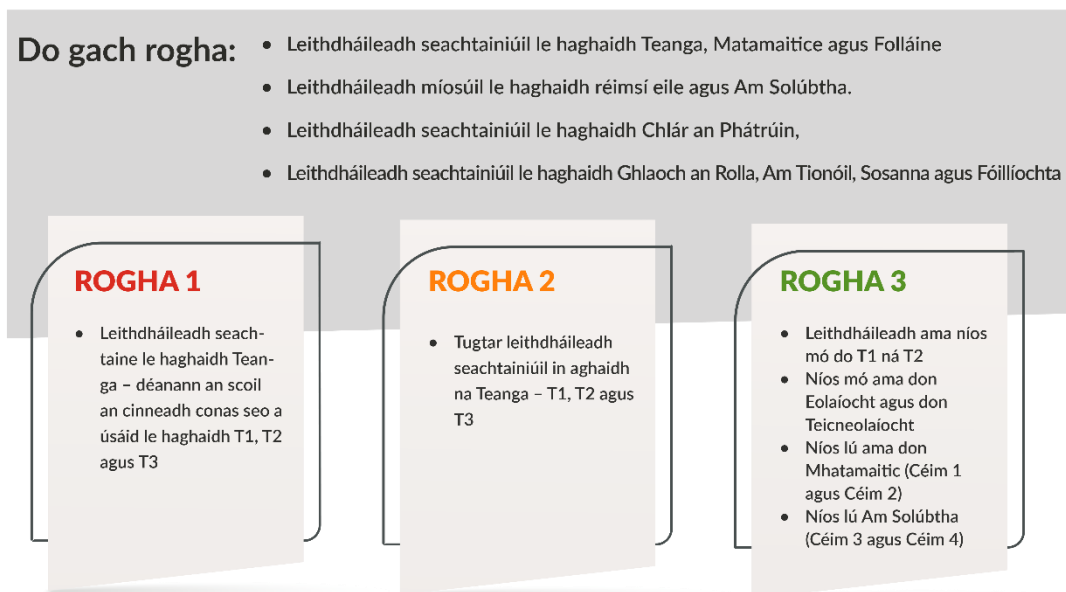 Do gach rogha:
• Leithdháileadh seachtainiúil le haghaidh Teanga, Matamaitice agus Folláine
• Leithdháileadh míosúil le haghaidh réimsí eile agus Am Solúbtha.
• Leithdháileadh seachtainiúil le haghaidh Chlár an Phátrúin,
• Leithdháileadh seachtainiúil le haghaidh Ghlaoch an Rolla, Am Tionóil, Sosanna agus Fóillíochta
ROGHA 1
• Leithdháileadh seach-
taine le haghaidh Tean-
ga – déanann an scoil
an cinneadh conas seo a
úsáid le haghaidh T1, T2
agus T3
ROGHA 2
• Tugtar leithdháileadh
seachtainiúil in aghaidh
na Teanga – T1, T2 agus
T3
ROGHA 3
• Leithdháileadh ama níos
mó do T1 ná T2
• Níos mó ama don
Eolaíocht agus don
Teicneolaíocht
• Níos lú ama don
Mhatamaitic (Céim 1
agus Céim 2)
• Níos lú Am Solúbtha
(Céim 3 agus Céim 4)